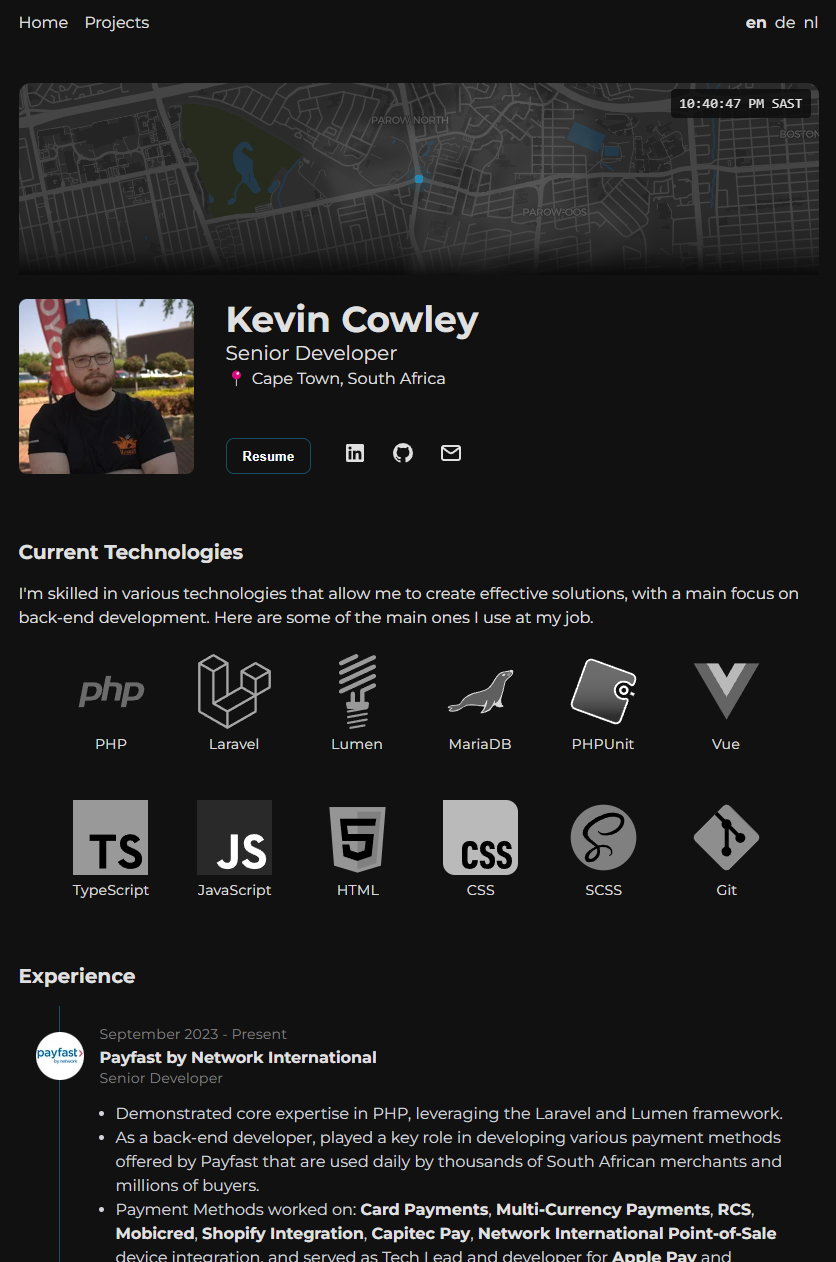 Home Projects en de nl
10:40:47 PM SAST
PAROW NORTH
BOSTON
PAROW-OOS
Kevin Cowley
Senior Developer
Cape Town, South Africa
Resume
Current Technologies
I'm skilled in various technologies that allow me to create effective solutions, with a main focus on
back-end development. Here are some of the main ones I use at my job.
php
PHP Laravel Lumen MariaDB PHPUnit Vue
TS JS 5 CSS
TypeScript JavaScript HTML CSS SCSS Git
Experience
September 2023 - Present
payfast
by network
Payfast by Network International
Senior Developer
• Demonstrated core expertise in PHP, leveraging the Laravel and Lumen framework.
• As a back-end developer, played a key role in developing various payment methods
offered by Payfast that are used daily by thousands of South African merchants and
millions of buyers.
• Payment Methods worked on: Card Payments, Multi-Currency Payments, RCS,
Mobicred, Shopify Integration, Capitec Pay, Network International Point-of-Sale
device integration, and served as Tech Lead and developer for Apple Pay and